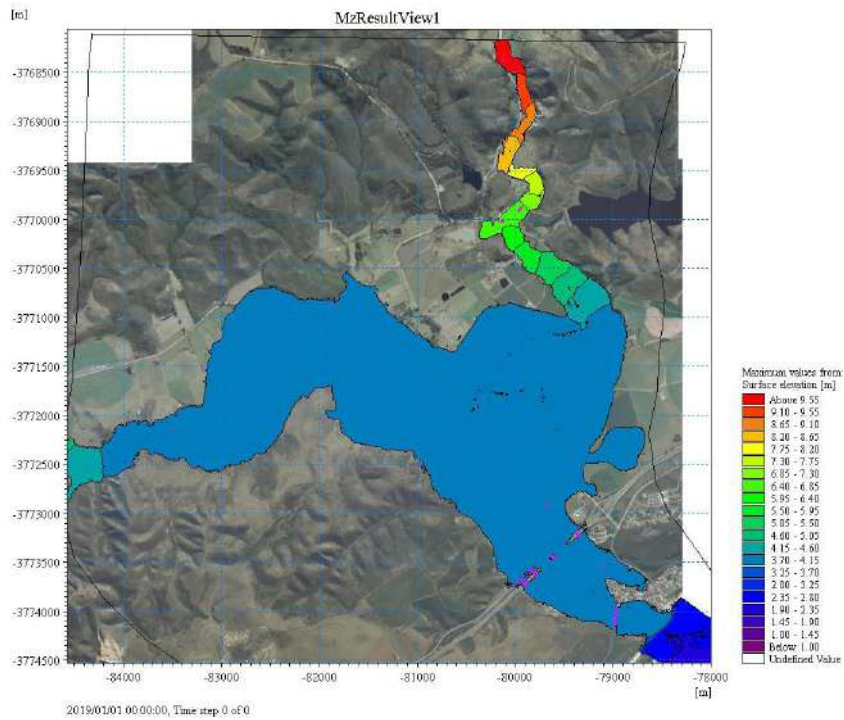 [m]
MzResultView1
-3768500
-3769000
-3769500
-3770000
-3770500
-3771000
-3771500
-3772000
-3772500
-3773000
-3773500
-3774000
-3774500
-84000
-83000
-82000
-81000
-80000
-79000
-78000
[m]
Maximum values from:
Surface elevation [m]
Above 9.55
9.10 - 9.55
8.65 - 9.10
8.20 - 8.65
7.75 - 8.20
7.30 - 7.75
6.85 - 7.30
6.40 - 6.85
5.95 - 6.40
5.50 - 5.95
5.05 - 5.50
4.60 - 5.05
4.15 - 4.60
3.70 - 4.15
3.25 - 3.70
2.80 - 3.25
2.35 - 2.80
1.90 - 2.35
1.45 - 1.90
1.00 - 1.45
Below 1.00
Undefined Value
2019/01/01 00:00:00, Time step 0 of 0